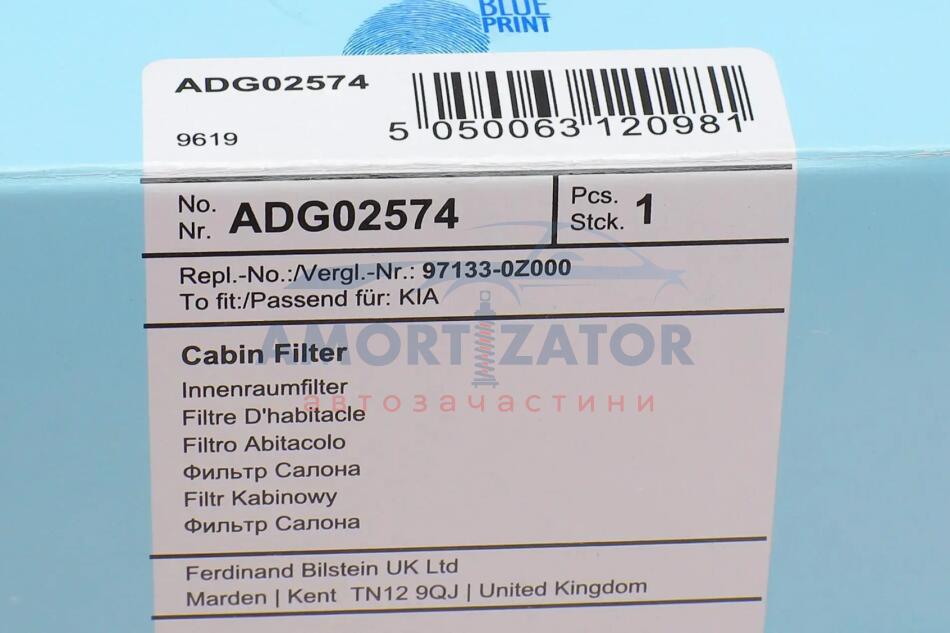 BLUE
PRINT
ADG02574
9619
5 050063 120981
No.
Nr. ADG02574
Pcs.
Stck. 1
Repl.-No.:/Vergl.-Nr.: 97133-0Z000
To fit:/Passend für: KIA
AMORTIZATOR
автозачастини
Cabin Filter
Innenraumfilter
Filtre D'habitacle
Filtro Abitacolo
Фильтр Салона
Filtr Kabinowy
Фильтр Салона
Ferdinand Bilstein UK Ltd
Marden | Kent TN12 9QJ | United Kingdom